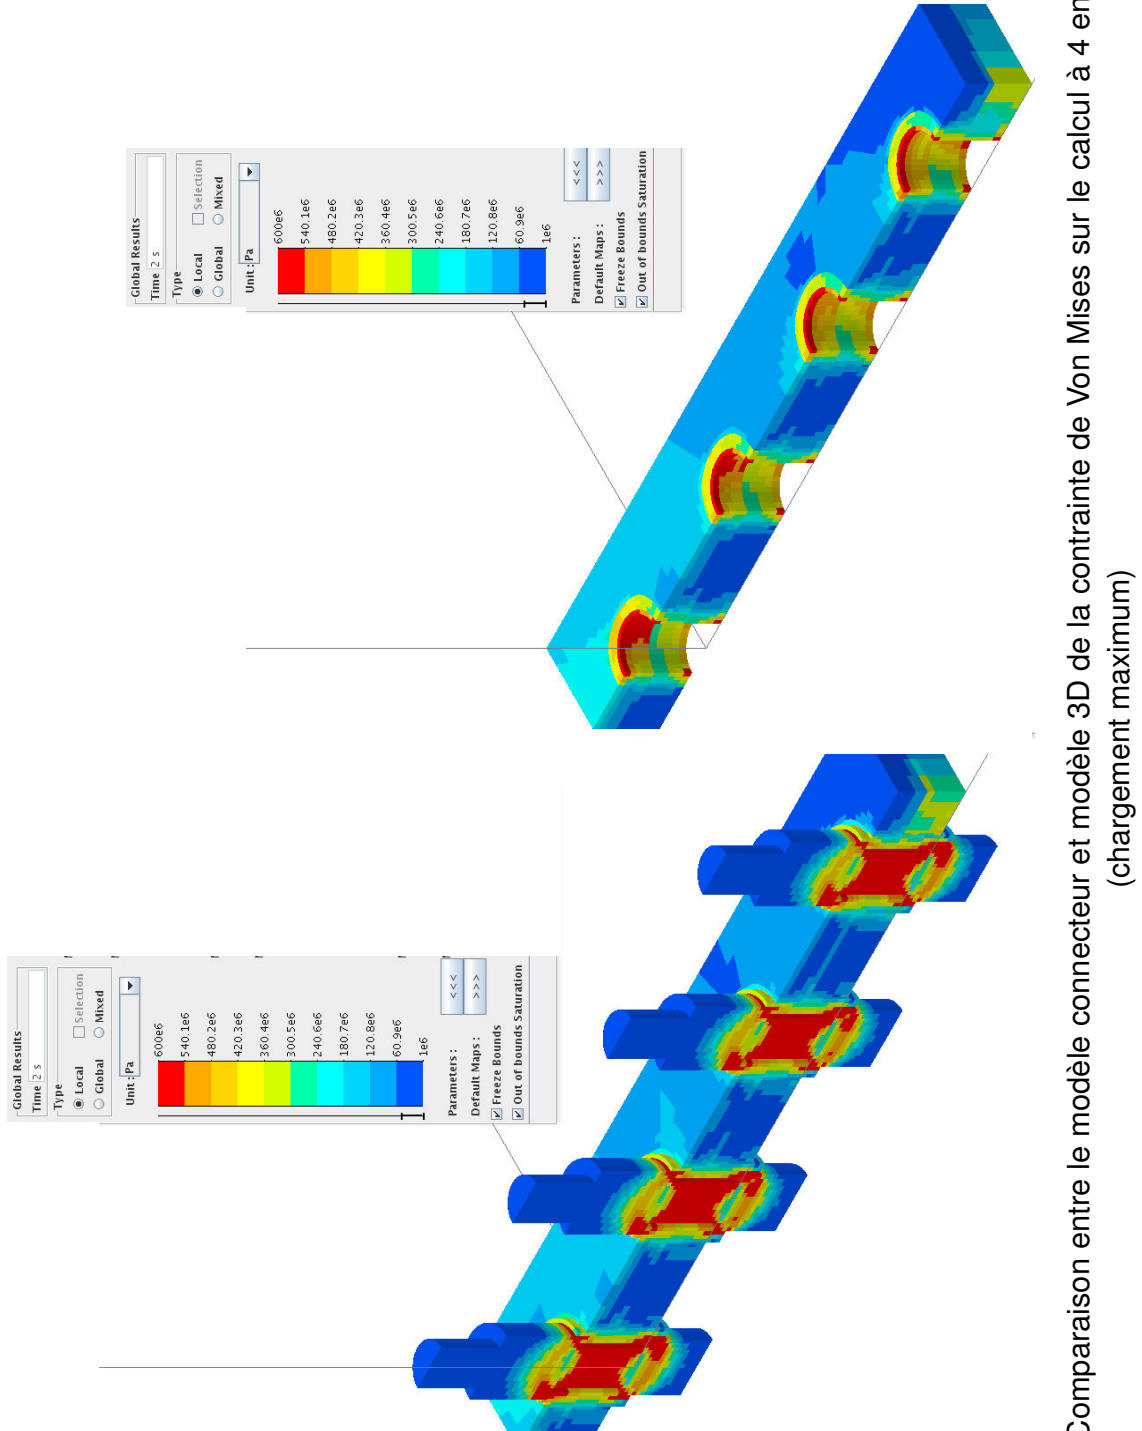 Global Results
Time 2 s
Type
Local
Selection
Global
Mixed
Unit : Pa
600e6
540.1e6
480.2e6
420.3e6
360.4e6
300.5e6
240.6e6
180.7e6
120.8e6
60.9e6
1e6
Parameters :
<<<
Default Maps :
>>>
Freeze Bounds
Out of bounds Saturation
Global Results
Time 2 s
Type
Local
Selection
Global
Mixed
Unit : Pa
600e6
540.1e6
480.2e6
420.3e6
360.4e6
300.5e6
240.6e6
180.7e6
120.8e6
60.9e6
1e6
Parameters :
<<<
Default Maps :
>>>
Freeze Bounds
Out of bounds Saturation
Comparaison entre le modèle connecteur et modèle 3D de la contrainte de Von Mises sur le calcul à 4 en
(chargement maximum)